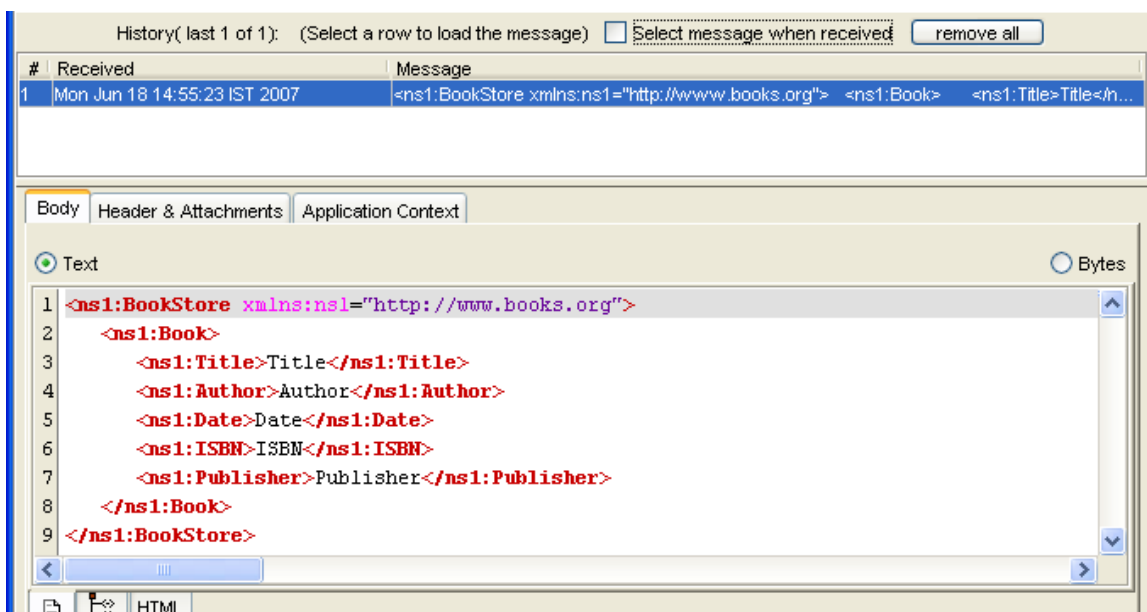 History( last 1 of 1): (Select a row to load the message) Select message when received remove all
# Received Message
1 Mon Jun 18 14:55:23 IST 2007 <ns1:BookStore xmlns:ns1="http://www.books.org"> <ns1:Book> <ns1:Title>Title</n...
Body Header & Attachments Application Context
Text Bytes
1 <ns1:BookStore xmlns:ns1="http://www.books.org">
2 <ns1:Book>
3 <ns1:Title>Title</ns1:Title>
4 <ns1:Author>Author</ns1:Author>
5 <ns1:Date>Date</ns1:Date>
6 <ns1:ISBN>ISBN</ns1:ISBN>
7 <ns1:Publisher>Publisher</ns1:Publisher>
8 </ns1:Book>
9 </ns1:BookStore>
HTML